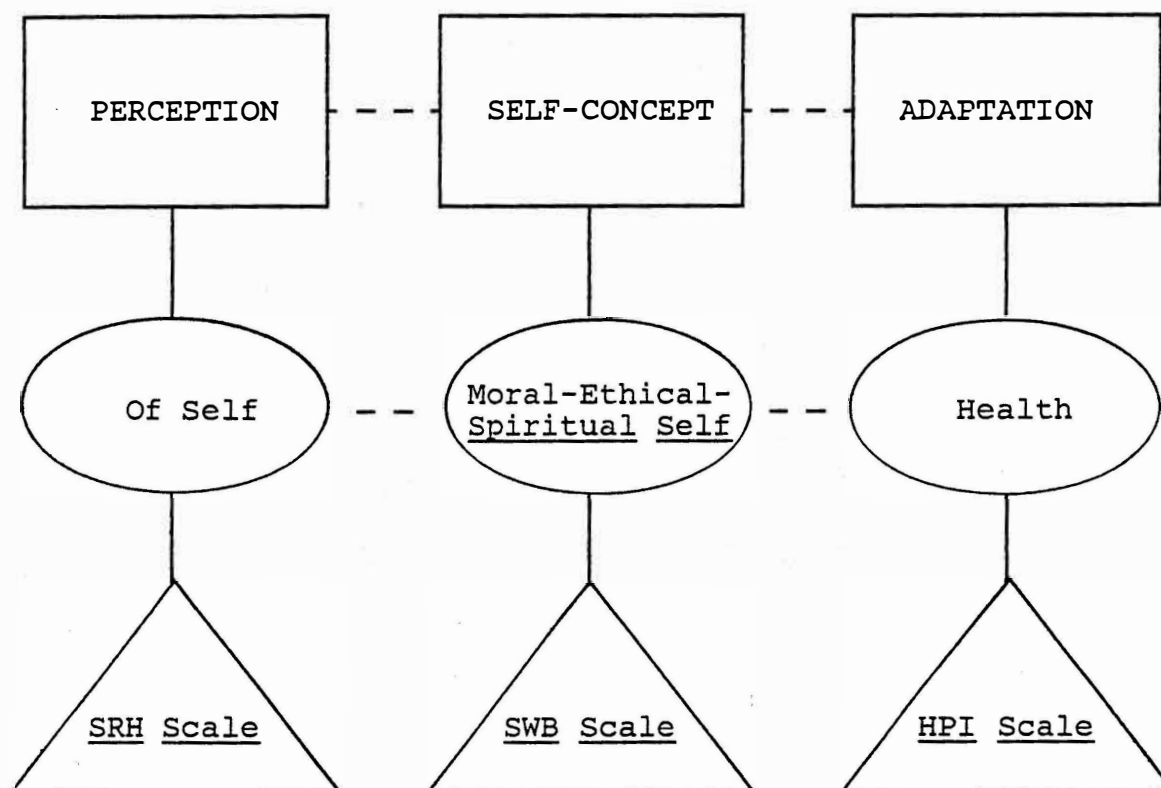 PERCEPTION
SELF-CONCEPT
ADAPTATION
Of Self
Moral-Ethical-
Spiritual Self
Health
SRH Scale
SWB Scale
HPI Scale